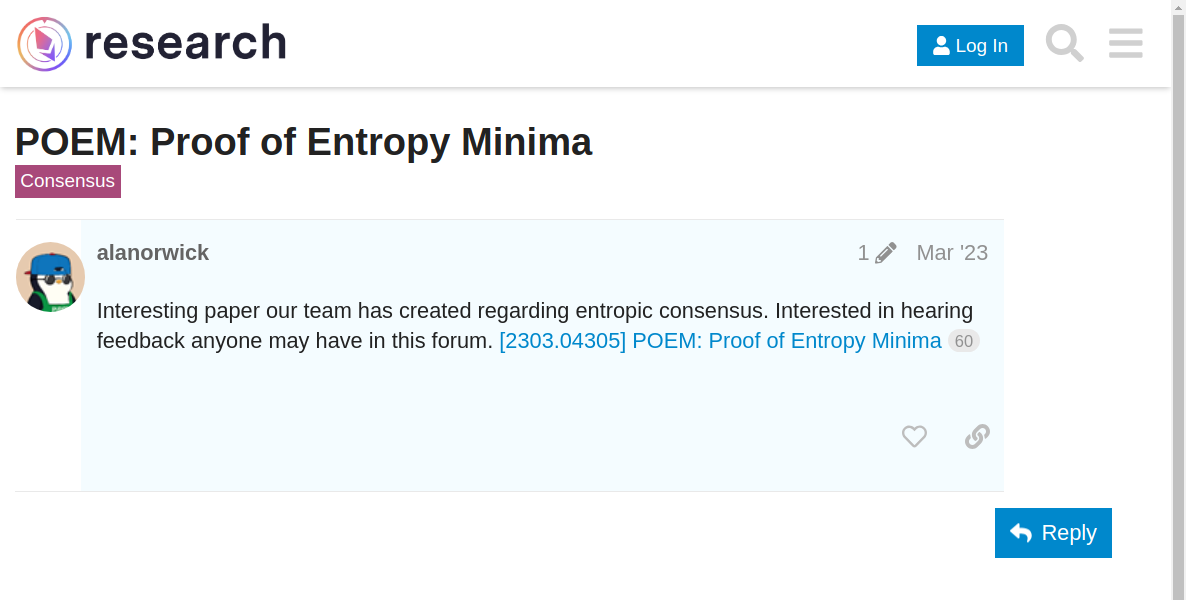 research
Log In
POEM: Proof of Entropy Minima
Consensus
alanorwick
1
Mar '23
Interesting paper our team has created regarding entropic consensus. Interested in hearing
feedback anyone may have in this forum. [2303.04305] POEM: Proof of Entropy Minima 60
Reply